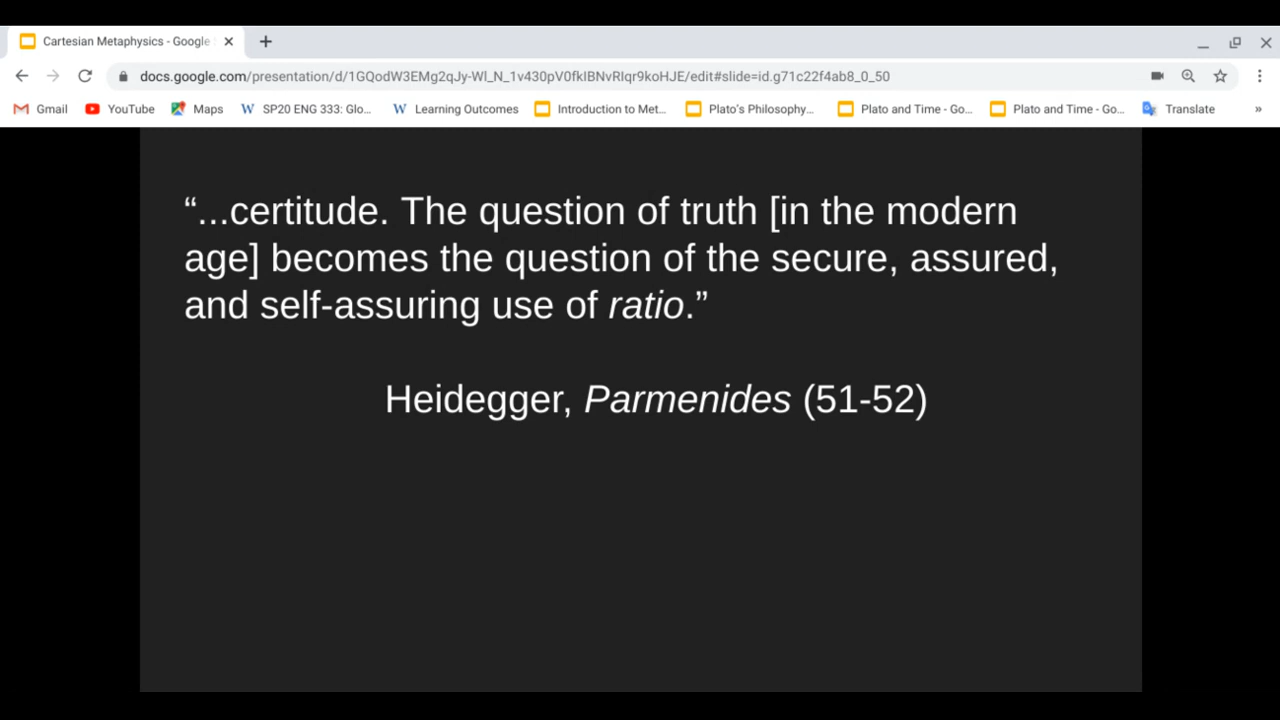 Cartesian Metaphysics - Google
docs.google.com/presentation/d/1GQodW3EMg2qJy-Wl_N_1v430pV0fkIBNvRIqr9koHJE/edit#slide=id.g71c22f4ab8_0_50
Gmail YouTube Maps SP20 ENG 333: Glo... Learning Outcomes Introduction to Met... Plato's Philosophy... Plato and Time - Go... Plato and Time - Go... Translate »
“...certitude. The question of truth [in the modern
age] becomes the question of the secure, assured,
and self-assuring use of ratio.”
Heidegger, Parmenides (51-52)